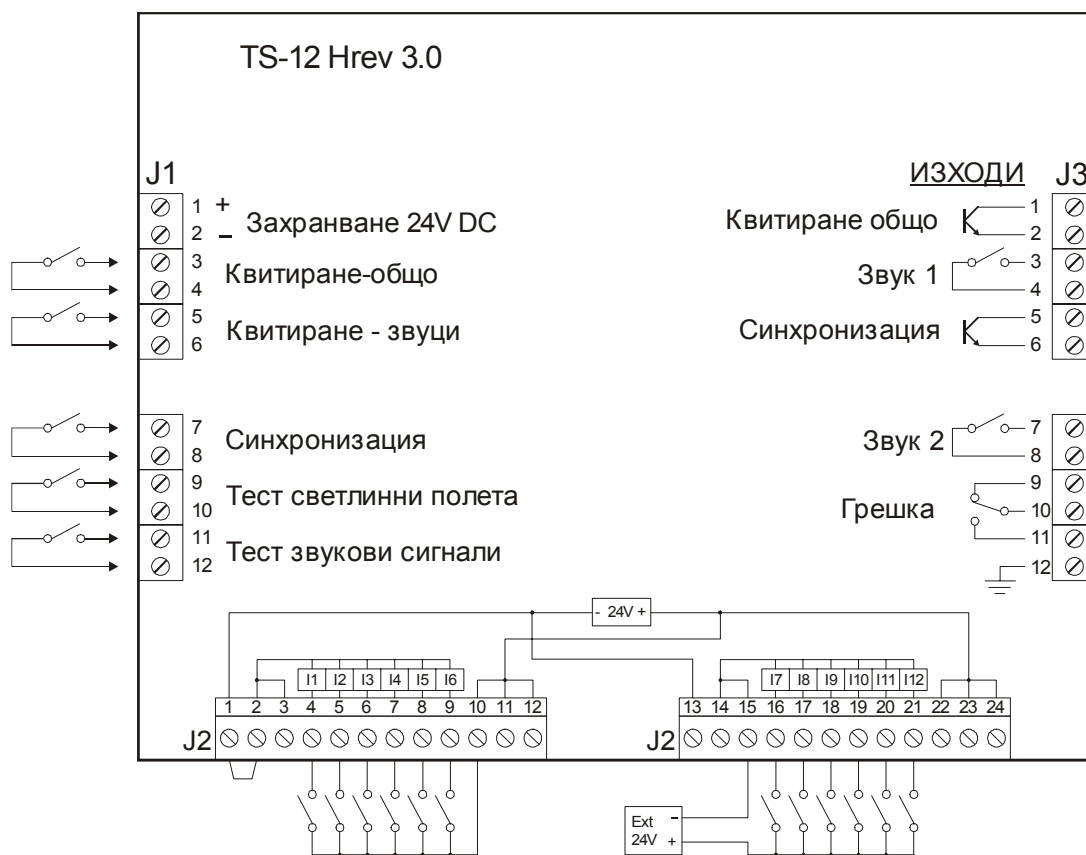 TS-12 Hrev 3.0
J1
ИЗХОДИ
J3
1 +
2 –
Захранване 24V DC
3
4
Квитиране-общо
5
6
Квитиране - звуци
7
8
Синхронизация
9
10
Тест светлинни полета
11
12
Тест звукови сигнали
Квитиране общо
1
2
Звук 1
3
4
Синхронизация
5
6
Звук 2
7
8
Грешка
9
10
11
12
- 24V +
I1 I2 I3 I4 I5 I6
I7 I8 I9 I10 I11 I12
1 2 3 4 5 6 7 8 9 10 11 12
13 14 15 16 17 18 19 20 21 22 23 24
J2
J2
Ext –
24V +